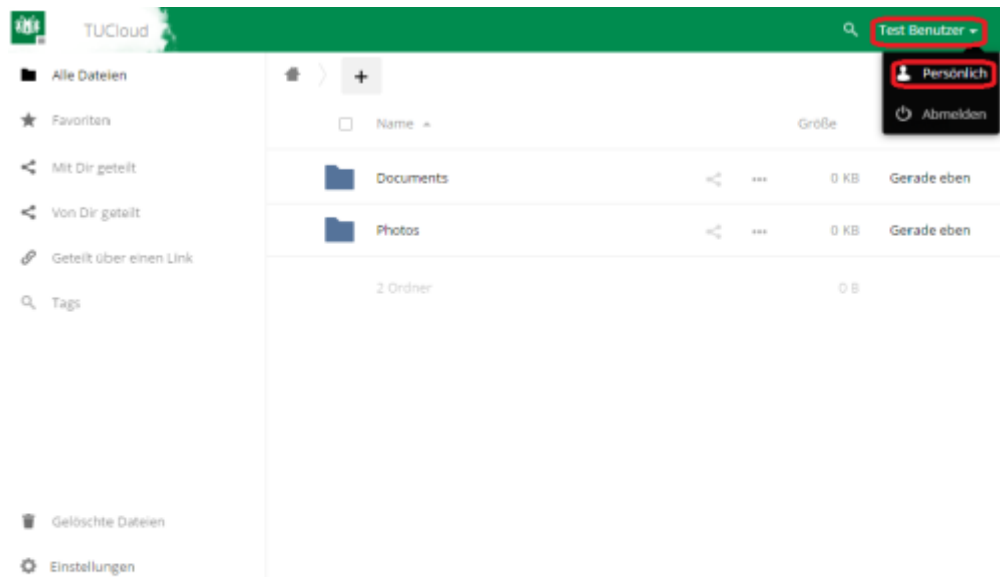 TUCloud
Test Benutzer
Persönlich
Abmelden
Alle Dateien
Favoriten
Mit Dir geteilt
Von Dir geteilt
Geteilt über einen Link
Tags
+
Name Größe
Documents ... 0 KB Gerade eben
Photos ... 0 KB Gerade eben
2 Ordner 0 B
Gelöschte Dateien
Einstellungen